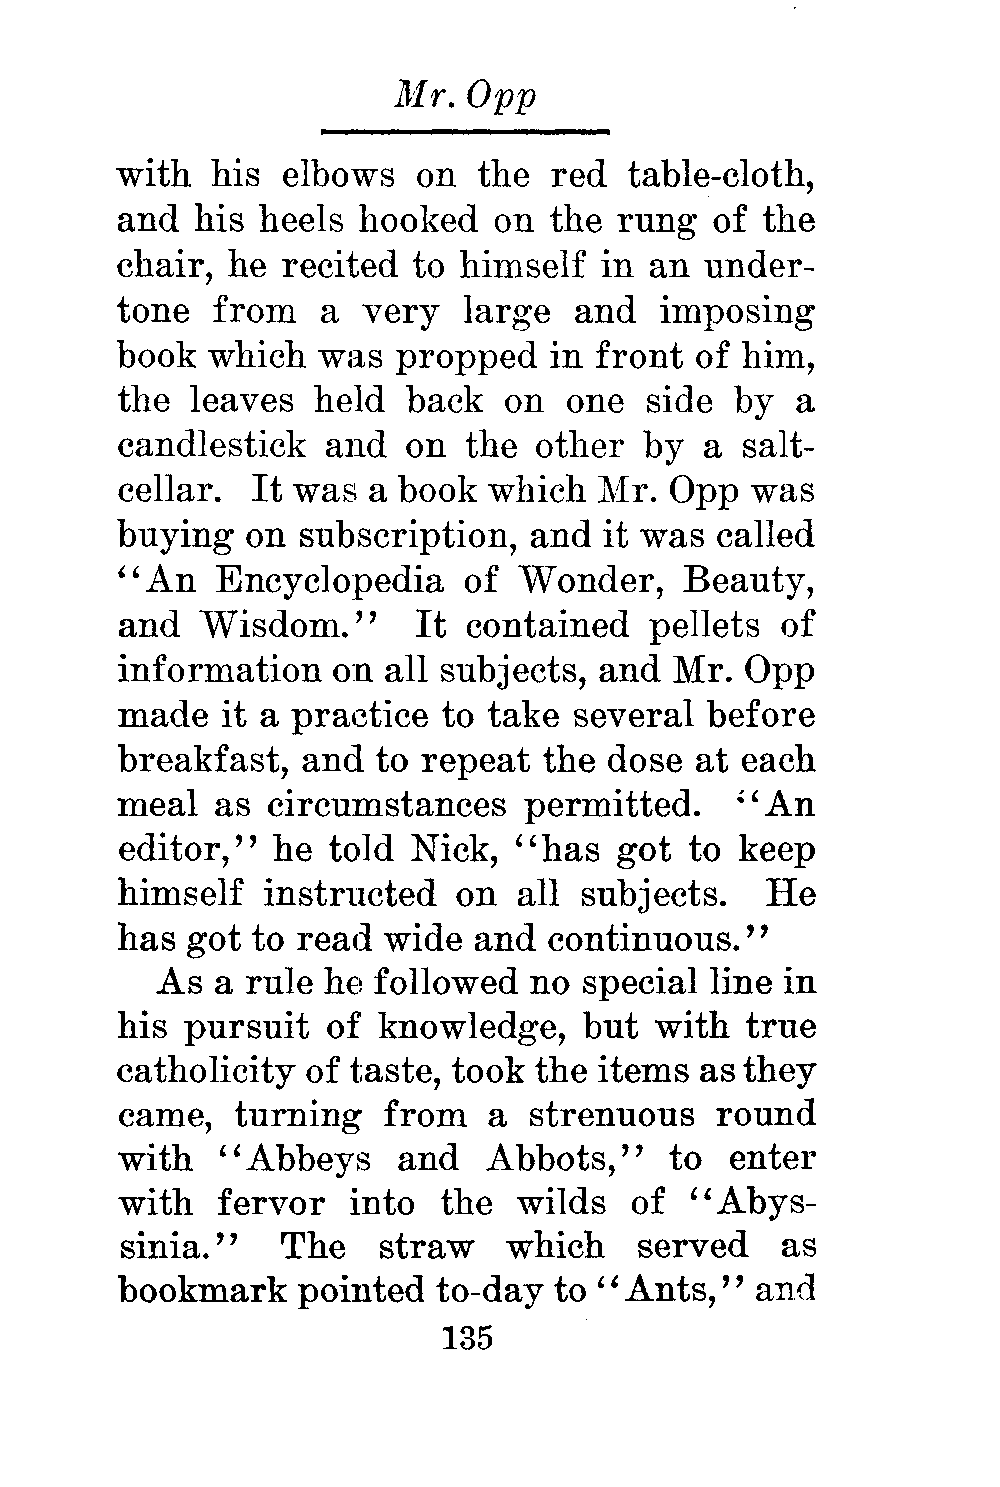 Mr. Opp
with his elbows on the red table-cloth,
and his heels hooked on the rung of the
chair, he recited to himself in an under-
tone from a very large and imposing
book which was propped in front of him,
the leaves held back on one side by a
candlestick and on the other by a salt-
cellar. It was a book which Mr. Opp was
buying on subscription, and it was called
“An Encyclopedia of Wonder, Beauty,
and Wisdom.” It contained pellets of
information on all subjects, and Mr. Opp
made it a practice to take several before
breakfast, and to repeat the dose at each
meal as circumstances permitted. “An
editor,” he told Nick, “has got to keep
himself instructed on all subjects. He
has got to read wide and continuous.”
As a rule he followed no special line in
his pursuit of knowledge, but with true
catholicity of taste, took the items as they
came, turning from a strenuous round
with “Abbeys and Abbots,” to enter
with fervor into the wilds of “Abys-
sinia.” The straw which served as
bookmark pointed to-day to “Ants,” and
135